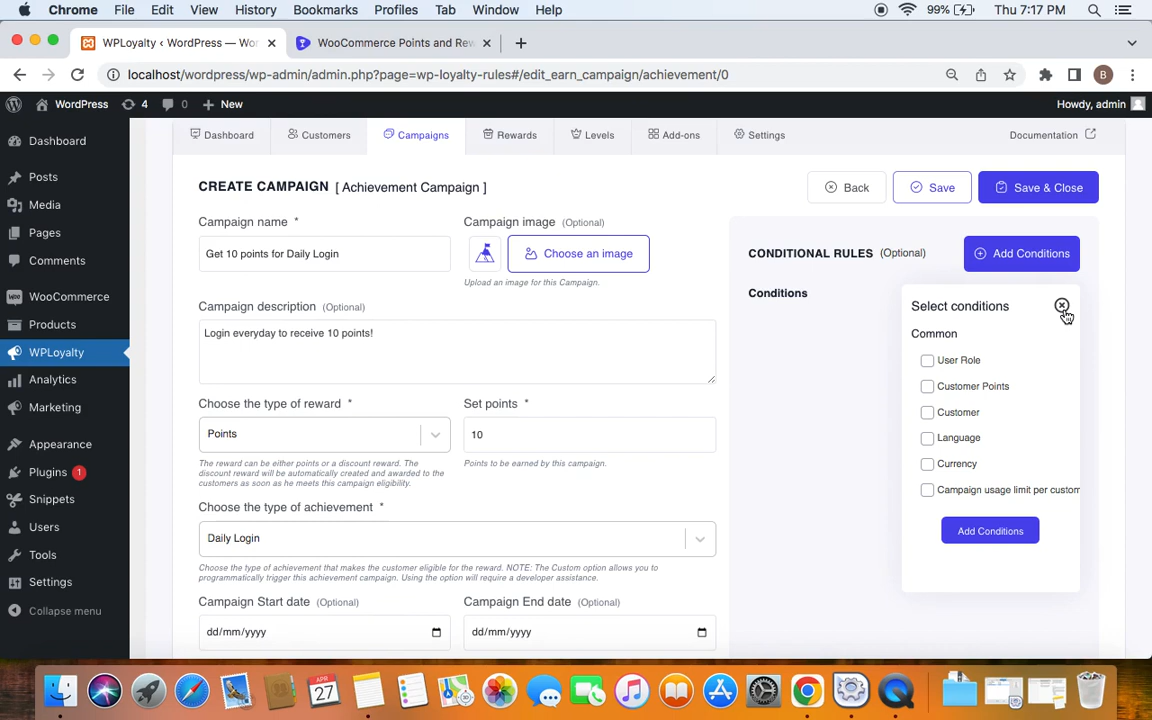 Chrome File Edit View History Bookmarks Profiles Tab Window Help 99% Thu 7:17 PM
WPLoyalty ‹ WordPress — Wor WooCommerce Points and Rew
localhost/wordpress/wp-admin/admin.php?page=wp-loyalty-rules#/edit_earn_campaign/achievement/0 B
WordPress 4 0 New Howdy, admin
Dashboard
Posts
Media
Pages
Comments
WooCommerce
Products
WPLoyalty
Analytics
Marketing
Appearance
Plugins 1
Snippets
Users
Tools
Settings
Collapse menu
Dashboard Customers Campaigns Rewards Levels Add-ons Settings Documentation
CREATE CAMPAIGN [ Achievement Campaign ] Back Save Save & Close
Campaign name * Campaign image (Optional)
Get 10 points for Daily Login Choose an image
Upload an image for this Campaign.
Campaign description (Optional)
Login everyday to receive 10 points!
Choose the type of reward * Set points *
Points 10
The reward can be either points or a discount reward. The
discount reward will be automatically created and awarded to the
customers as soon as he meets this campaign eligibility.
Points to be earned by this campaign.
Choose the type of achievement *
Daily Login
Choose the type of achievement that makes the customer eligible for the reward. NOTE: The Custom option allows you to
programmatically trigger this achievement campaign. Using the option will require a developer assistance.
Campaign Start date (Optional) Campaign End date (Optional)
dd/mm/yyyy dd/mm/yyyy
CONDITIONAL RULES (Optional) Add Conditions
Conditions
Select conditions
Common
User Role
Customer Points
Customer
Language
Currency
Campaign usage limit per custom
Add Conditions
APR
27